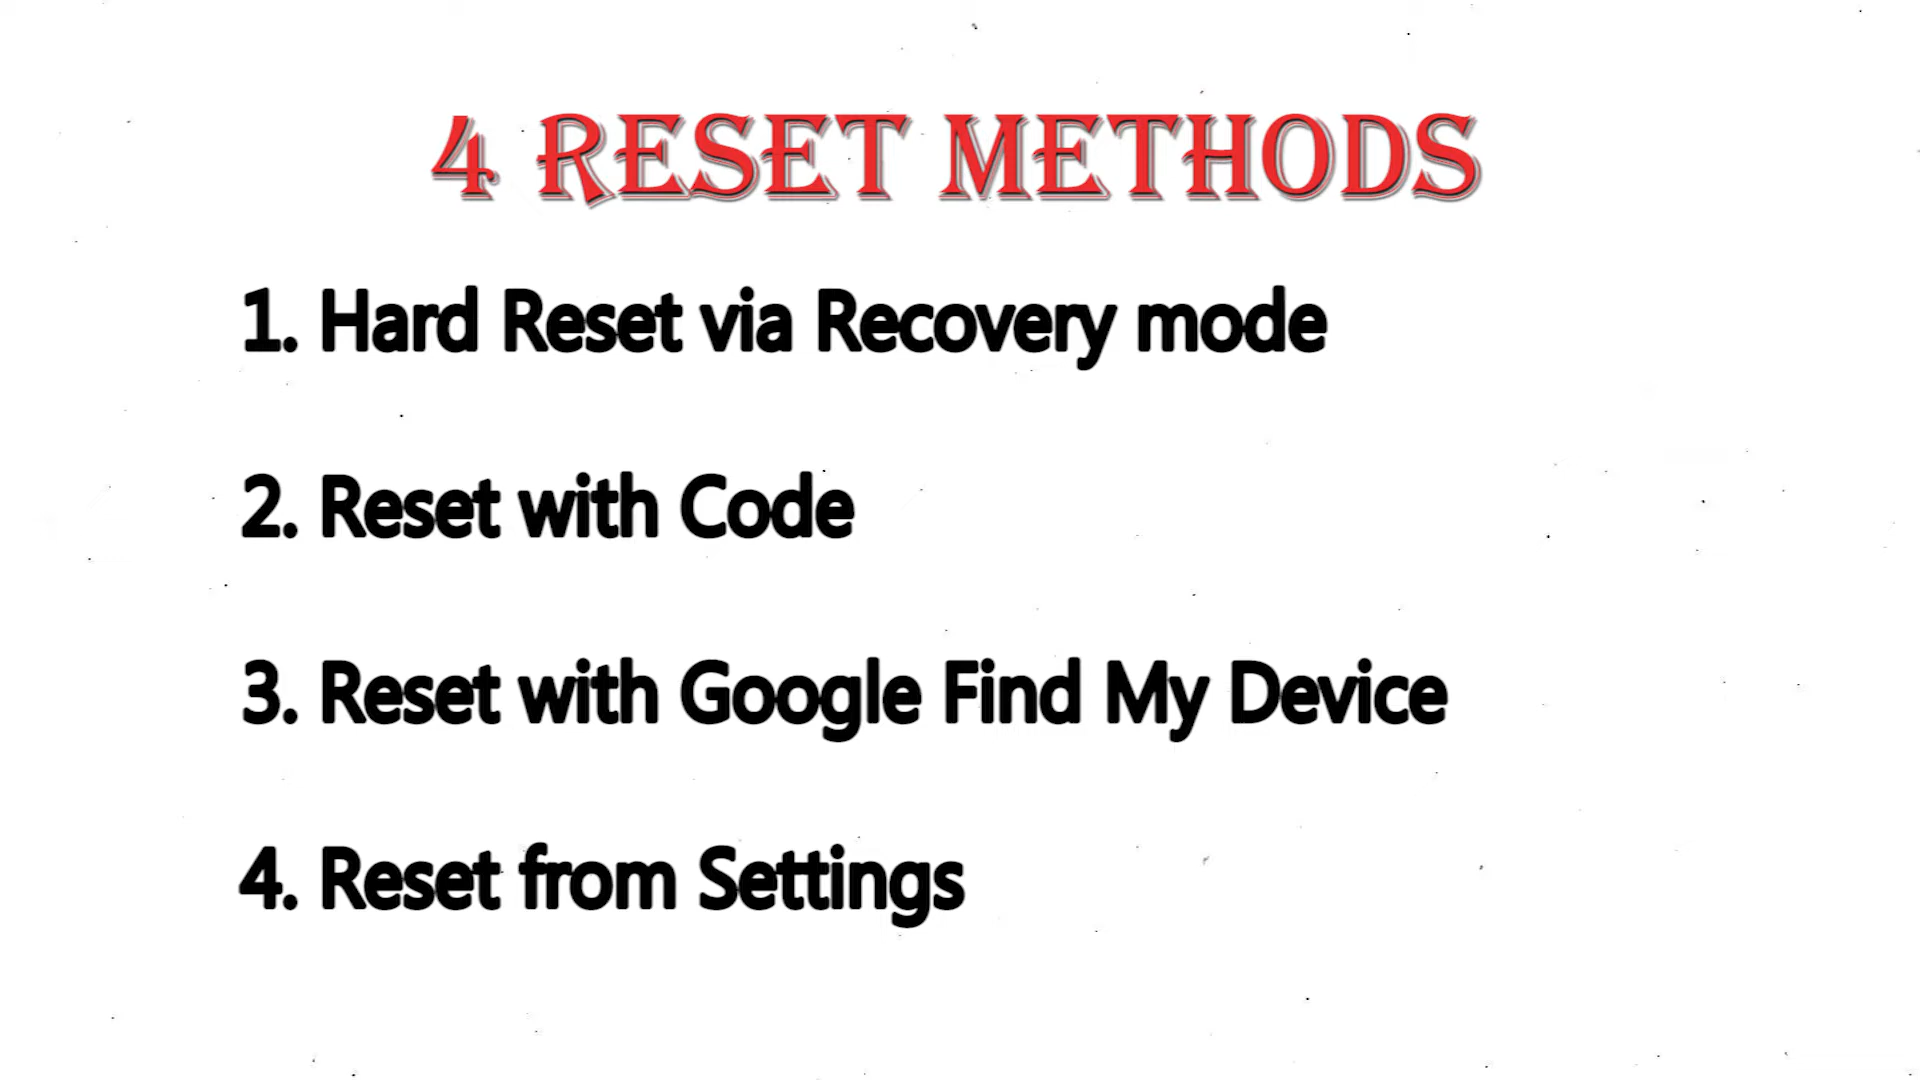 4 RESET METHODS
1. Hard Reset via Recovery mode
2. Reset with Code
3. Reset with Google Find My Device
4. Reset from Settings